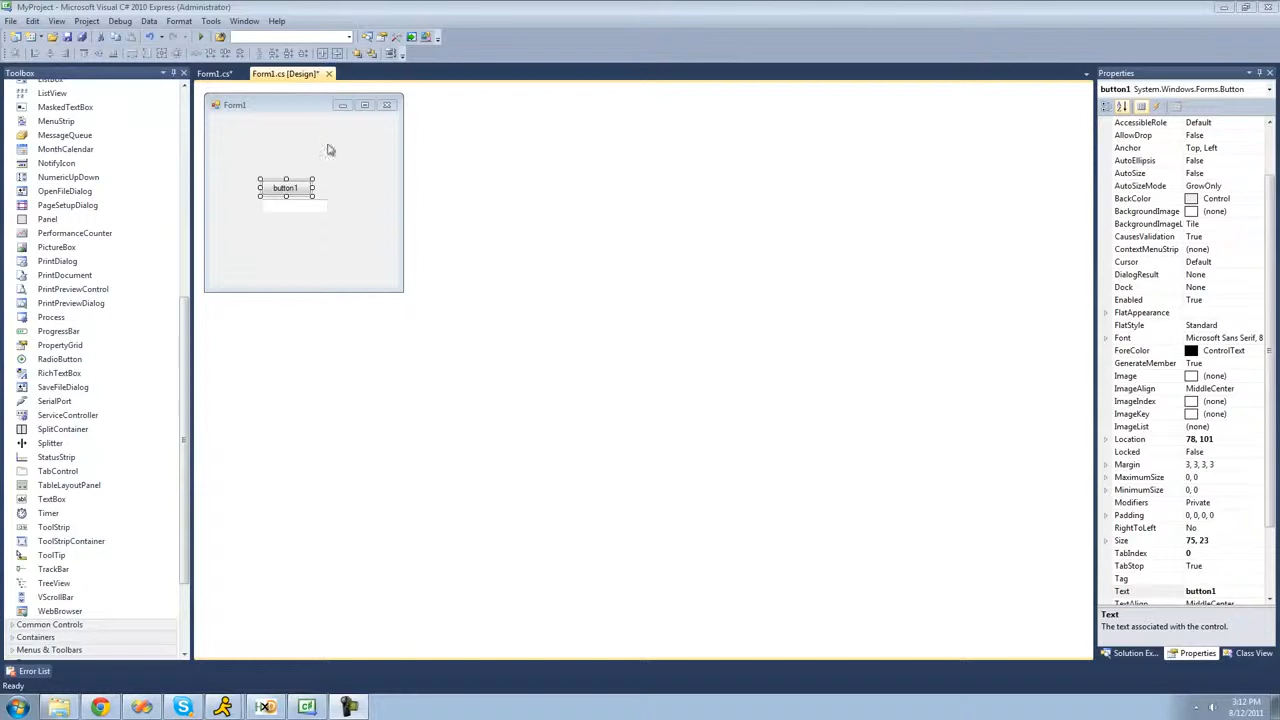 MyProject - Microsoft Visual C# 2010 Express (Administrator)
File Edit View Project Debug Data Format Tools Window Help
Toolbox
Form1.cs*
Form1.cs [Design]*
Properties
ListBox
ListView
MaskedTextBox
MenuStrip
MessageQueue
MonthCalendar
NotifyIcon
NumericUpDown
OpenFileDialog
PageSetupDialog
Panel
PerformanceCounter
PictureBox
PrintDialog
PrintDocument
PrintPreviewControl
PrintPreviewDialog
Process
ProgressBar
PropertyGrid
RadioButton
RichTextBox
SaveFileDialog
SerialPort
ServiceController
SplitContainer
Splitter
StatusStrip
TabControl
TableLayoutPanel
TextBox
Timer
ToolStrip
ToolStripContainer
ToolTip
TrackBar
TreeView
VScrollBar
WebBrowser
Common Controls
Containers
Menus & Toolbars
Form1
button1
button1 System.Windows.Forms.Button
AccessibleRole Default
AllowDrop False
Anchor Top, Left
AutoEllipsis False
AutoSize False
AutoSizeMode GrowOnly
BackColor Control
BackgroundImage (none)
BackgroundImageL Tile
CausesValidation True
ContextMenuStrip (none)
Cursor Default
DialogResult None
Dock None
Enabled True
FlatAppearance
FlatStyle Standard
Font Microsoft Sans Serif, 8
ForeColor ControlText
GenerateMember True
Image (none)
ImageAlign MiddleCenter
ImageIndex (none)
ImageKey (none)
ImageList (none)
Location 78, 101
Locked False
Margin 3, 3, 3, 3
MaximumSize 0, 0
MinimumSize 0, 0
Modifiers Private
Padding 0, 0, 0, 0
RightToLeft No
Size 75, 23
TabIndex 0
TabStop True
Tag
Text button1
TextAlign MiddleCenter
Text
The text associated with the control.
Solution Ex... Properties Class View
Error List
Ready
3:12 PM
8/12/2011